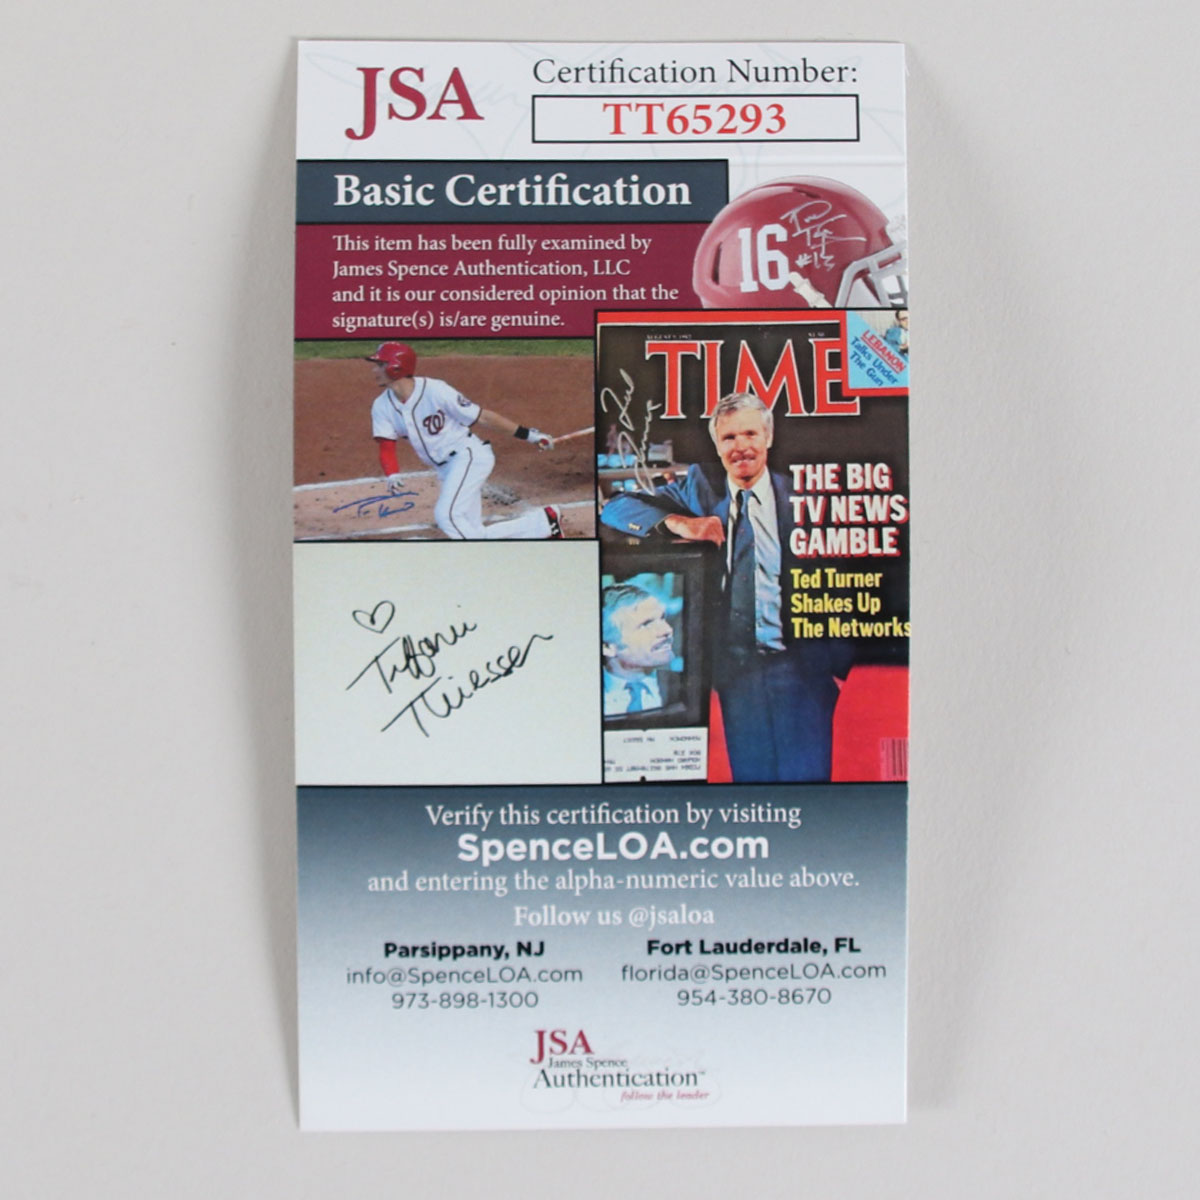 JSA
Certification Number:
TT65293
Basic Certification
This item has been fully examined by
James Spence Authentication, LLC
and it is our considered opinion that the
signature(s) is/are genuine.
16
#13
TIME
LEBANON
Talks Under
The Gun
THE BIG
TV NEWS
GAMBLE
Ted Turner
Shakes Up
The Networks
W
Tiffani
Thiessen
Verify this certification by visiting
SpenceLOA.com
and entering the alpha-numeric value above.
Follow us @jsaloa
Parsippany, NJ
info@SpenceLOA.com
973-898-1300
Fort Lauderdale, FL
florida@SpenceLOA.com
954-380-8670
JSA
James Spence
Authentication™
follow the leader